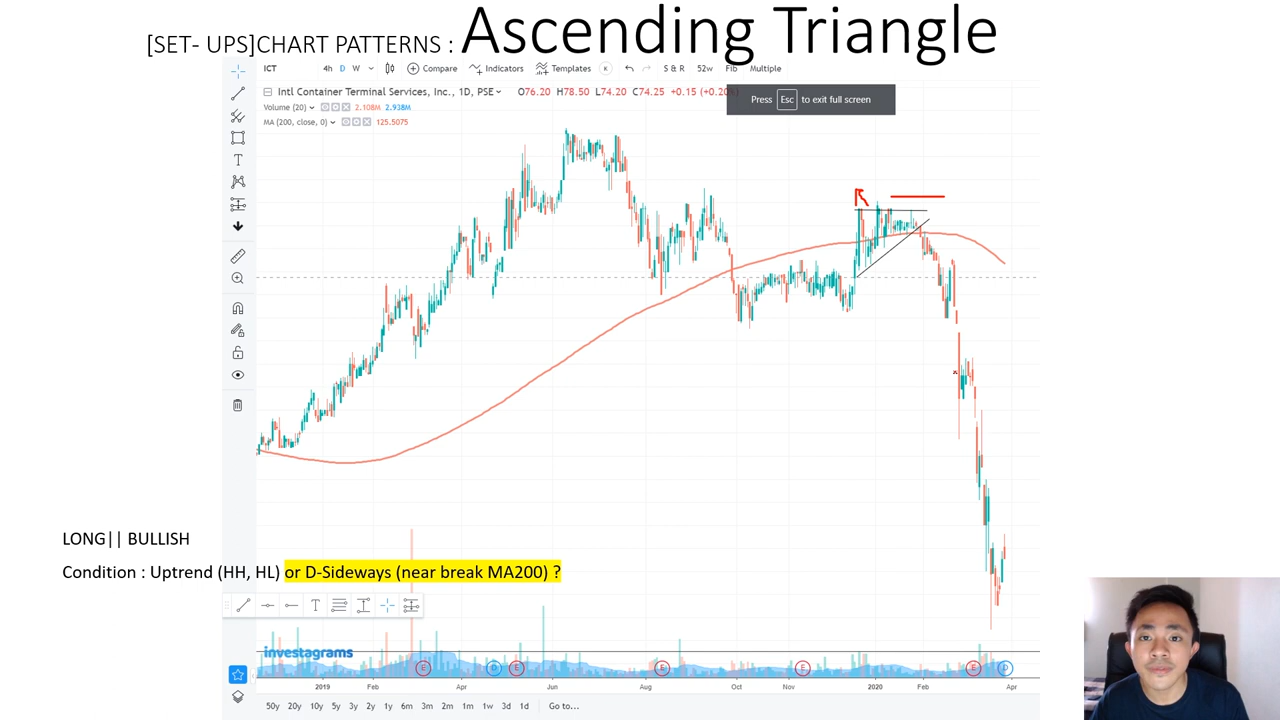 [SET- UPS]CHART PATTERNS : Ascending Triangle
ICT 4h D W Compare Indicators Templates K S & R 52w Fib Multiple
Intl Container Terminal Services, Inc., 1D, PSE O76.20 H78.50 L74.20 C74.25 +0.15 (+0.20%)
Press Esc to exit full screen
Volume (20) 2.108M 2.938M
MA (200, close, 0) 125.5075
T
LONG|| BULLISH
Condition : Uptrend (HH, HL) or D-Sideways (near break MA200) ?
T
investagrams
E D E E E E D
2019 Feb Apr Jun Aug Oct Nov 2020 Feb Apr
50y 20y 10y 5y 3y 2y 1y 6m 3m 2m 1m 1w 3d 1d Go to...